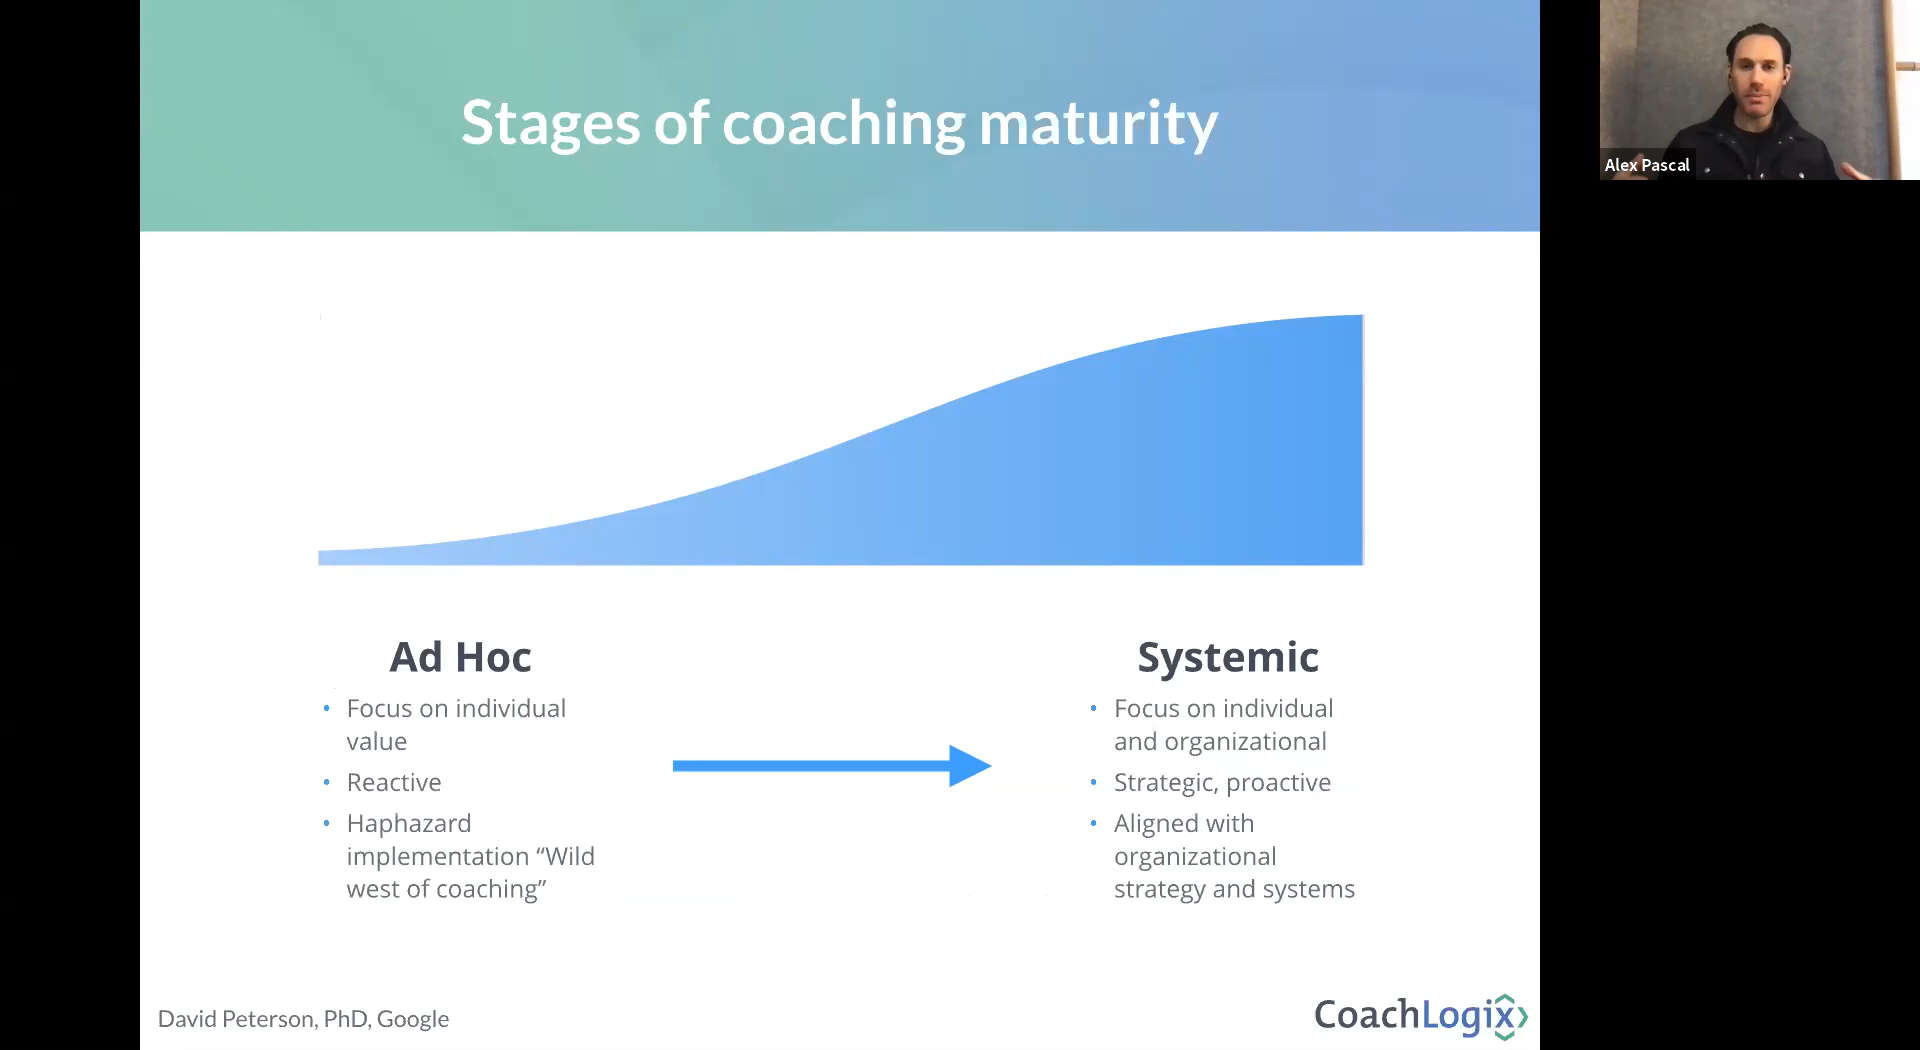 Stages of coaching maturity
Alex Pascal
Ad Hoc
• Focus on individual
value
• Reactive
• Haphazard
implementation “Wild
west of coaching”
Systemic
• Focus on individual
and organizational
• Strategic, proactive
• Aligned with
organizational
strategy and systems
David Peterson, PhD, Google
CoachLogix